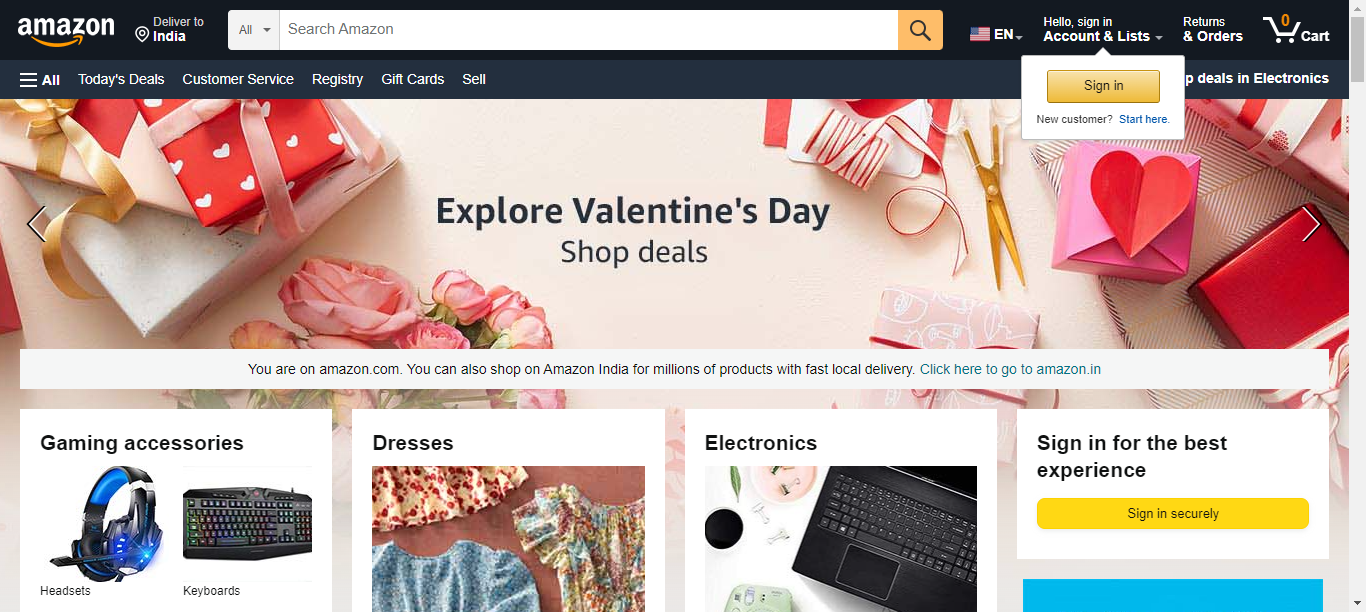 amazon
Deliver to
India
All
Search Amazon
EN
Hello, sign in
Account & Lists
Returns
& Orders
0
Cart
All
Today's Deals
Customer Service
Registry
Gift Cards
Sell
p deals in Electronics
Sign in
New customer? Start here.
Explore Valentine's Day
Shop deals
You are on amazon.com. You can also shop on Amazon India for millions of products with fast local delivery. Click here to go to amazon.in
Gaming accessories
Headsets
Keyboards
Dresses
Electronics
Sign in for the best
experience
Sign in securely